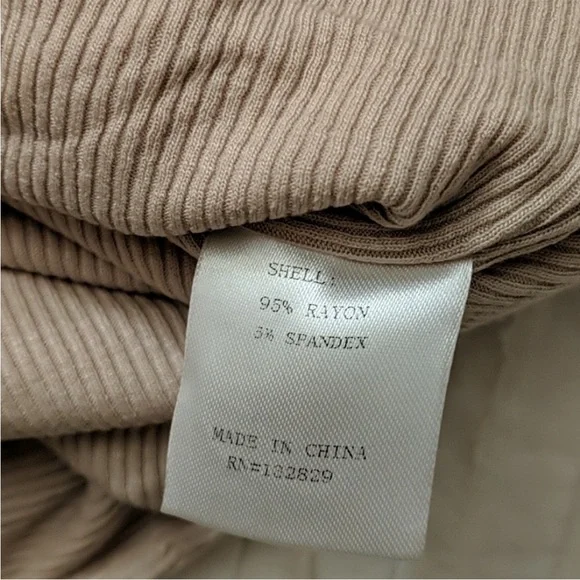 SHELL:
95% RAYON
5% SPANDEX
MADE IN CHINA
RN#132829